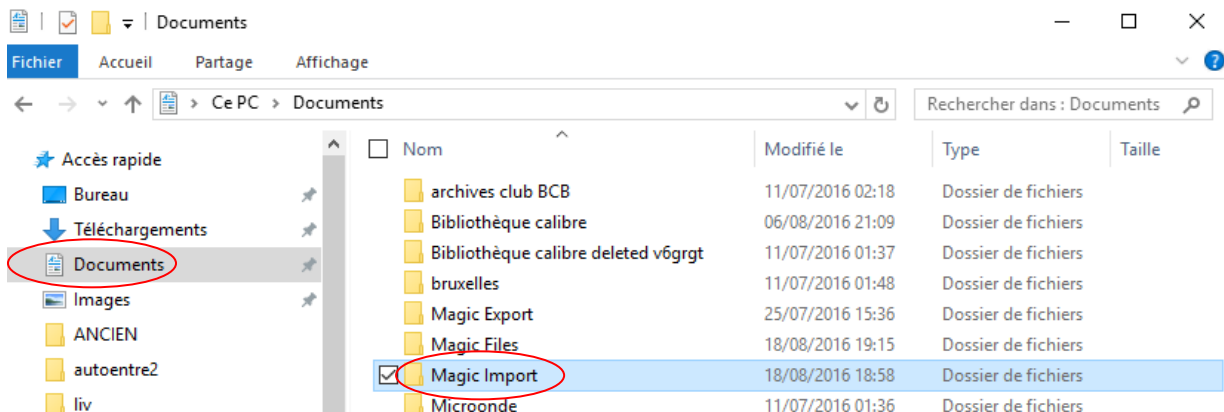 Documents
Fichier Accueil Partage Affichage
Ce PC Documents Rechercher dans : Documents
Nom Modifié le Type Taille
Accès rapide
Bureau
Téléchargements
Documents
Images
ANCIEN
autoentre2
liv
archives club BCB 11/07/2016 02:18 Dossier de fichiers
Bibliothèque calibre 06/08/2016 21:09 Dossier de fichiers
Bibliothèque calibre deleted v6grgt 11/07/2016 01:37 Dossier de fichiers
bruxelles 11/07/2016 01:48 Dossier de fichiers
Magic Export 25/07/2016 15:36 Dossier de fichiers
Magic Files 18/08/2016 19:15 Dossier de fichiers
Magic Import 18/08/2016 18:58 Dossier de fichiers
Microonde 11/07/2016 01:36 Dossier de fichiers